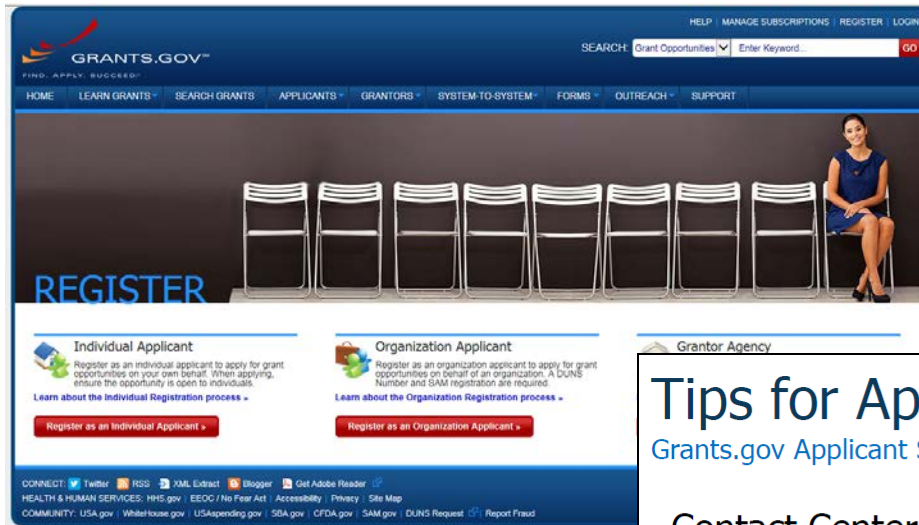 HELP | MANAGE SUBSCRIPTIONS | REGISTER | LOGIN
SEARCH: Grant Opportunities Enter Keyword... GO
GRANTS.GOV℠
FIND. APPLY. SUCCEED.℠
HOME LEARN GRANTS SEARCH GRANTS APPLICANTS GRANTORS SYSTEM-TO-SYSTEM FORMS OUTREACH SUPPORT
REGISTER
Individual Applicant
Register as an individual applicant to apply for grant
opportunities on your own behalf. When applying,
ensure the opportunity is open to individuals.
Learn about the Individual Registration process »
Register as an Individual Applicant »
Organization Applicant
Register as an organization applicant to apply for grant
opportunities on behalf of an organization. A DUNS
Number and SAM registration are required.
Learn about the Organization Registration process »
Register as an Organization Applicant »
Grantor Agency
Tips for Ap
Grants.gov Applicant
Contact Center
CONNECT: Twitter RSS XML Extract Blogger Get Adobe Reader
HEALTH & HUMAN SERVICES: HHS.gov | EEOC / No Fear Act | Accessibility | Privacy | Site Map
COMMUNITY: USA.gov | WhiteHouse.gov | USAspending.gov | SBA.gov | CFDA.gov | SAM.gov | DUNS Request | Report Fraud